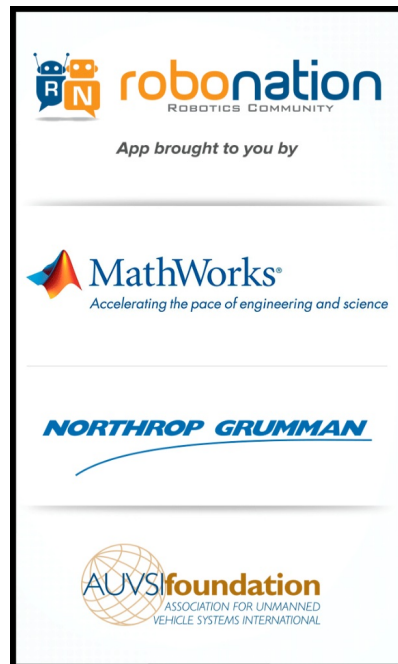 R N robonation
ROBOTICS COMMUNITY
App brought to you by
MathWorks®
Accelerating the pace of engineering and science
NORTHROP GRUMMAN
AUVSIfoundation
ASSOCIATION FOR UNMANNED
VEHICLE SYSTEMS INTERNATIONAL